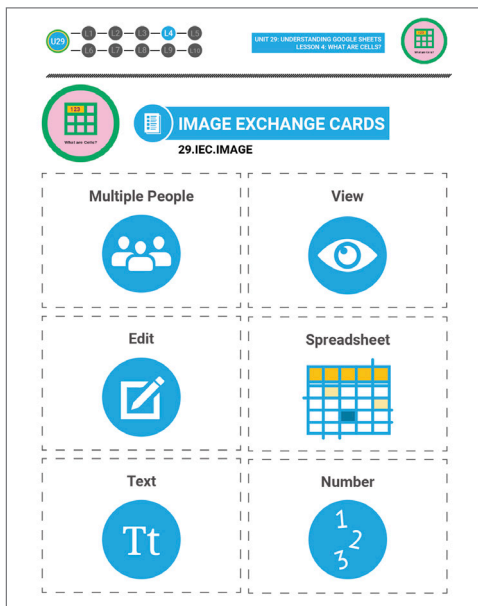 U29
L1
L2
L3
L4
L5
L6
L7
L8
L9
L10
UNIT 29: UNDERSTANDING GOOGLE SHEETS
LESSON 4: WHAT ARE CELLS?
123
What are Cells?
IMAGE EXCHANGE CARDS
29.IEC.IMAGE
Multiple People
View
Edit
Spreadsheet
Text
Number
Tt
1
2
3